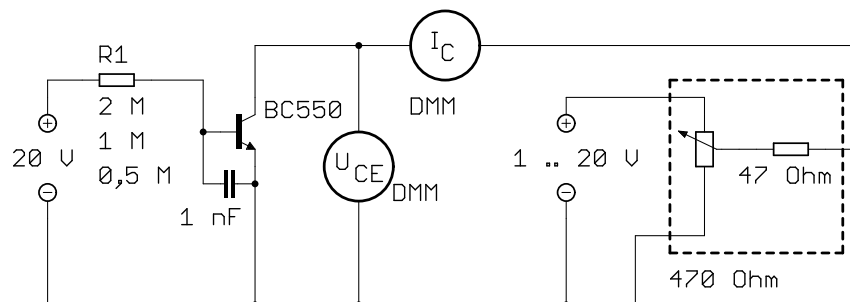 R1
2 M
1 M
0,5 M
20 V
BC550
1 nF
I C
DMM
U CE
DMM
1 .. 20 V
47 Ohm
470 Ohm